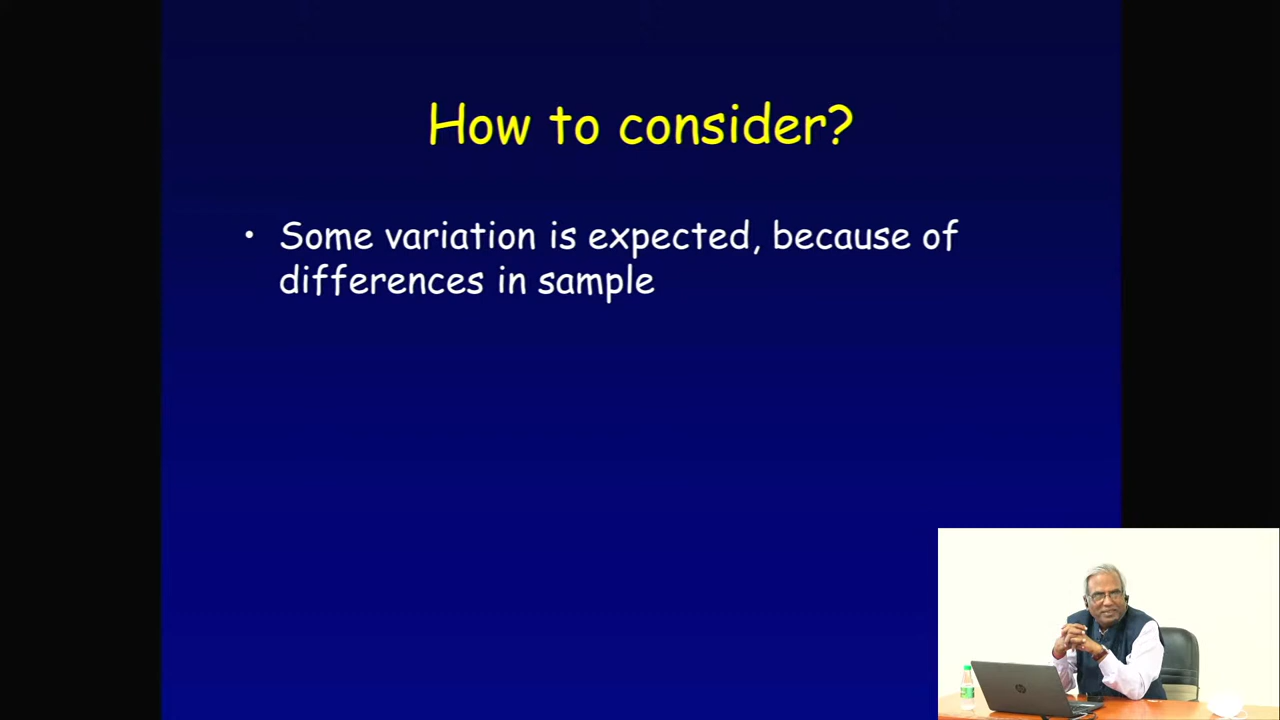 How to consider?
• Some variation is expected, because of
differences in sample